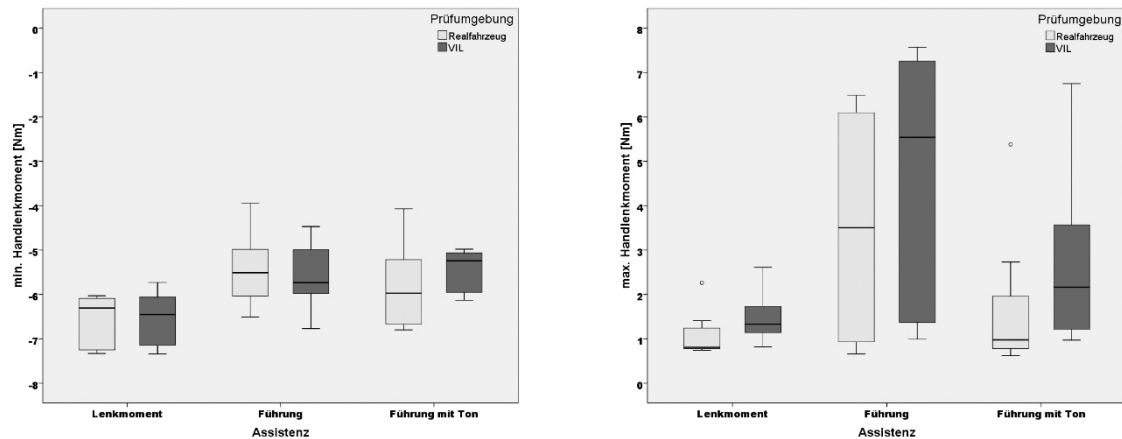 Prüfumgebung
Realfahrzeug
VIL
min. Handlenkmoment [Nm]
0
-1
-2
-3
-4
-5
-6
-7
-8
Lenkmoment
Führung
Führung mit Ton
Assistenz
Prüfumgebung
Realfahrzeug
VIL
max. Handlenkmoment [Nm]
8
7
6
5
4
3
2
1
0
Lenkmoment
Führung
Führung mit Ton
Assistenz